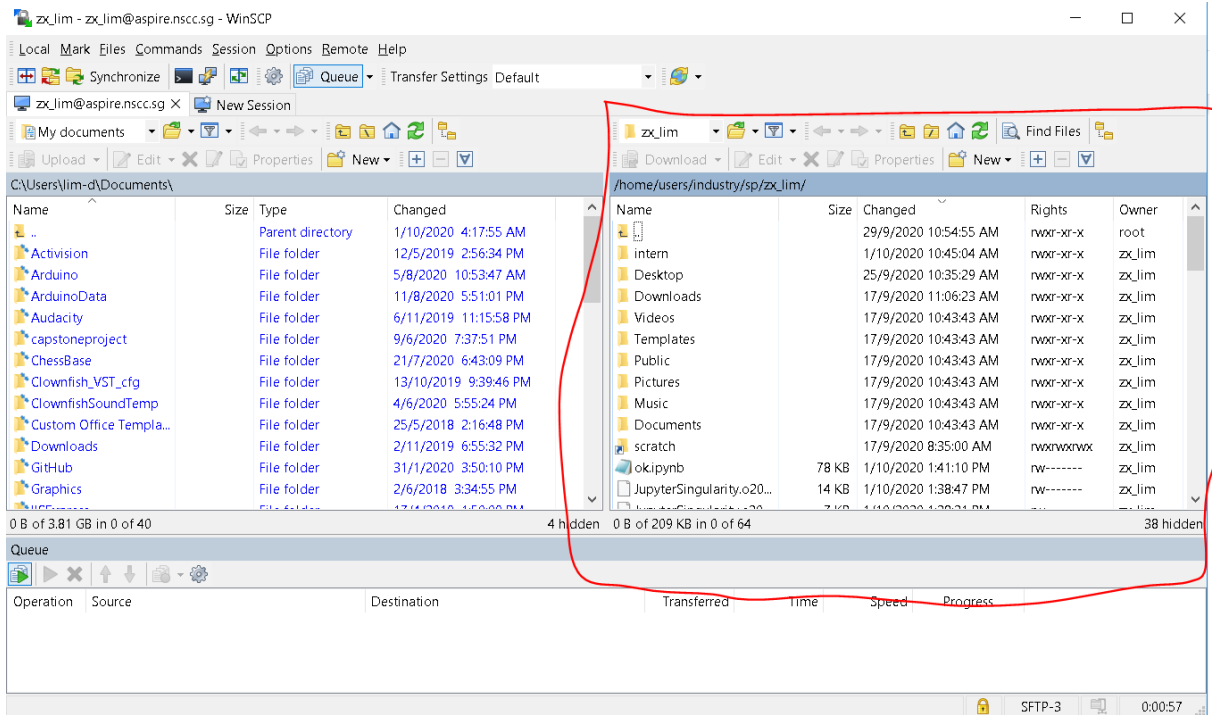 zx_lim - zx_lim@aspire.nscc.sg - WinSCP
Local Mark Files Commands Session Options Remote Help
Synchronize Queue Transfer Settings Default
zx_lim@aspire.nscc.sg New Session
My documents
Upload Edit Properties New
C:\Users\lim-d\Documents\
Name Size Type Changed
.. Parent directory 1/10/2020 4:17:55 AM
Activision File folder 12/5/2019 2:56:34 PM
Arduino File folder 5/8/2020 10:53:47 AM
ArduinoData File folder 11/8/2020 5:51:01 PM
Audacity File folder 6/11/2019 11:15:58 PM
capstoneproject File folder 9/6/2020 7:37:51 PM
ChessBase File folder 21/7/2020 6:43:09 PM
Clownfish_VST_cfg File folder 13/10/2019 9:39:46 PM
ClownfishSoundTemp File folder 4/6/2020 5:55:24 PM
Custom Office Templa... File folder 25/5/2018 2:16:48 PM
Downloads File folder 2/11/2019 6:55:32 PM
GitHub File folder 31/1/2020 3:50:10 PM
Graphics File folder 2/6/2018 3:34:55 PM
0 B of 3.81 GB in 0 of 40 4 hidden
zx_lim Find Files
Download Edit Properties New
/home/users/industry/sp/zx_lim/
Name Size Changed Rights Owner
.. 29/9/2020 10:54:55 AM rwxr-xr-x root
intern 1/10/2020 10:45:04 AM rwxr-xr-x zx_lim
Desktop 25/9/2020 10:35:29 AM rwxr-xr-x zx_lim
Downloads 17/9/2020 11:06:23 AM rwxr-xr-x zx_lim
Videos 17/9/2020 10:43:43 AM rwxr-xr-x zx_lim
Templates 17/9/2020 10:43:43 AM rwxr-xr-x zx_lim
Public 17/9/2020 10:43:43 AM rwxr-xr-x zx_lim
Pictures 17/9/2020 10:43:43 AM rwxr-xr-x zx_lim
Music 17/9/2020 10:43:43 AM rwxr-xr-x zx_lim
Documents 17/9/2020 10:43:43 AM rwxr-xr-x zx_lim
scratch 17/9/2020 8:35:00 AM rwxrwxrwx zx_lim
ok.ipynb 78 KB 1/10/2020 1:41:10 PM rw------- zx_lim
JupyterSingularity.o20... 14 KB 1/10/2020 1:38:47 PM rw------- zx_lim
0 B of 209 KB in 0 of 64 38 hidden
Queue
Operation Source Destination Transferred Time Speed Progress
SFTP-3 0:00:57